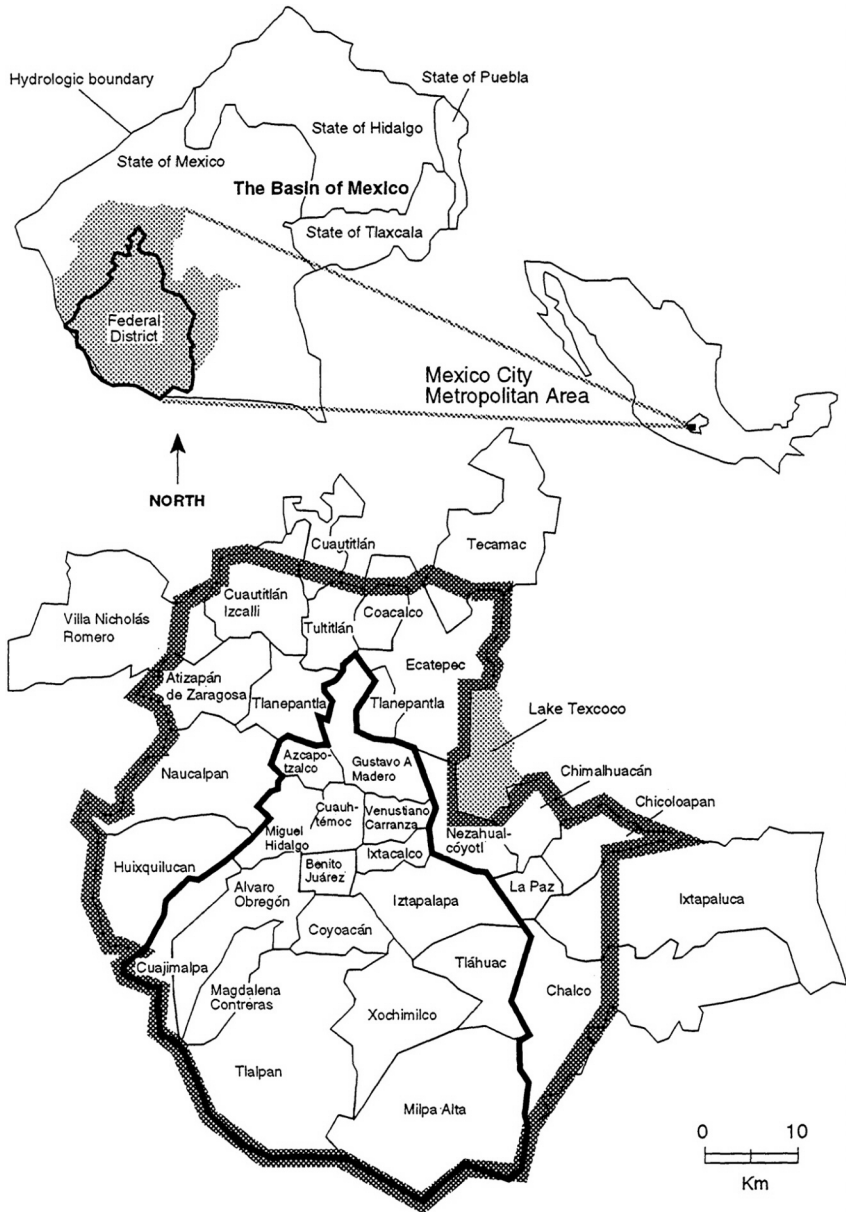 State of Puebla
Hydrologic boundary
State of Hidalgo
State of Mexico
The Basin of Mexico
State of Tlaxcala
Federal
District
Mexico City
Metropolitan Area
NORTH
Cuautitlán
Tecamac
Cuautitlán
Izcalli
Coacalco
Villa Nicholás
Romero
Tultitlán
Ecatepec
Atizapán
de Zaragosa
Tlanepantla
Tlanepantla
Lake Texcoco
Azcapo-
tzalco
Gustavo A
Madero
Naucalpan
Chimalhuacán
Chicoloapan
Cuauh-
témoc
Venustiano
Carranza
Nezahual-
cóyotl
Miguel
Hidalgo
Ixtacalco
Huixquilucan
Benito
Juárez
La Paz
Alvaro
Obregón
Iztapalapa
Ixtapaluca
Coyoacán
Cuajimalpa
Tláhuac
Magdalena
Contreras
Chalco
Xochimilco
Tlalpan
Milpa Alta
0 10
Km